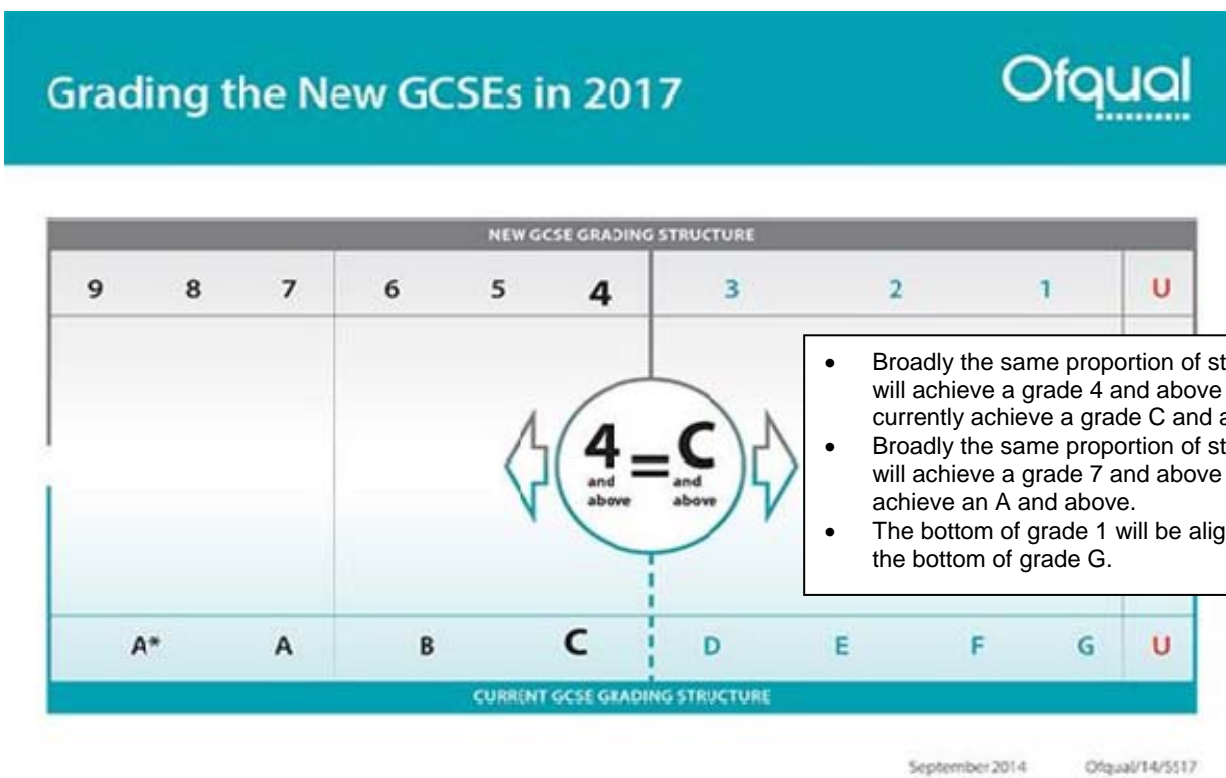 Grading the New GCSEs in 2017
Ofqual
NEW GCSE GRADING STRUCTURE
9 8 7 6 5 4 3 2 1 U
• Broadly the same proportion of st
will achieve a grade 4 and above
currently achieve a grade C and a
• Broadly the same proportion of st
will achieve a grade 7 and above
achieve an A and above.
• The bottom of grade 1 will be alig
the bottom of grade G.
4 = C
and and
above above
A* A B C D E F G U
CURRENT GCSE GRADING STRUCTURE
September 2014 Ofqual/14/5517